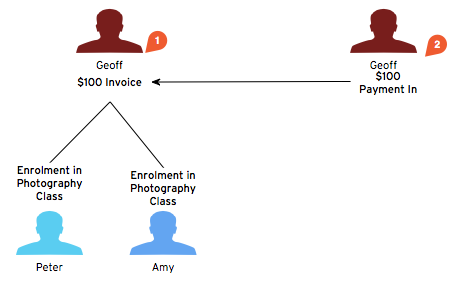 1
Geoff
$100 Invoice
2
Geoff
$100
Payment In
Enrolment in
Photography
Class
Peter
Enrolment in
Photography
Class
Amy